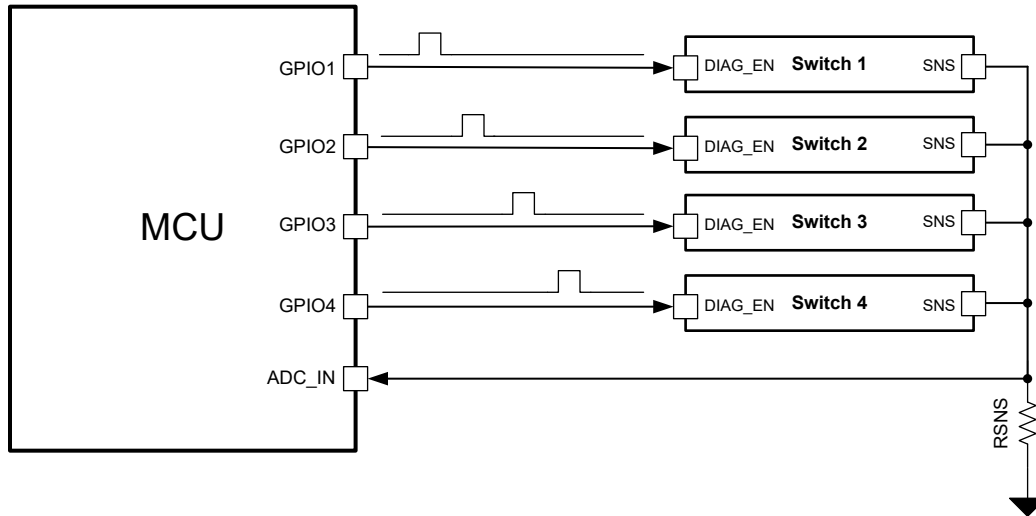 GPIO1
DIAG_EN Switch 1 SNS
GPIO2
DIAG_EN Switch 2 SNS
MCU
GPIO3
DIAG_EN Switch 3 SNS
GPIO4
DIAG_EN Switch 4 SNS
ADC_IN
RSNS